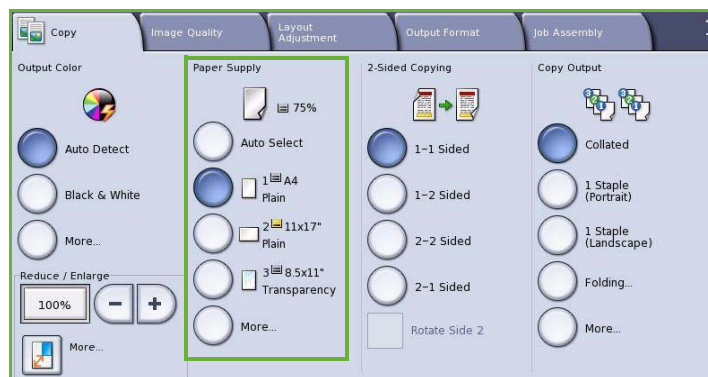 Copy
Image Quality
Layout
Adjustment
Output Format
Job Assembly
Output Color
Auto Detect
Black & White
More...
Reduce / Enlarge
100%
- +
More...
Paper Supply
75%
Auto Select
1 A4
Plain
2 11x17"
Plain
3 8.5x11"
Transparency
More...
2-Sided Copying
1-1 Sided
1-2 Sided
2-2 Sided
2-1 Sided
Rotate Side 2
Copy Output
Collated
1 Staple
(Portrait)
1 Staple
(Landscape)
Folding...
More...